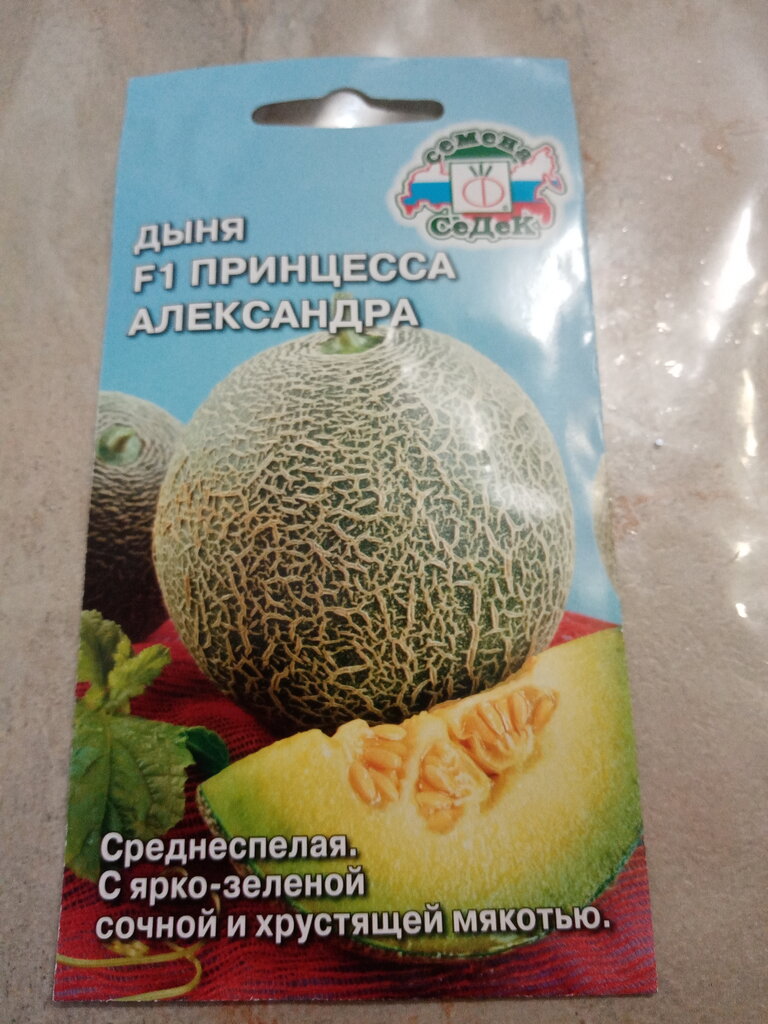 семена
СеДеК
ДЫНЯ
F1 ПРИНЦЕССА
АЛЕКСАНДРА
Среднеспелая.
С ярко-зеленой
сочной и хрустящей мякотью.